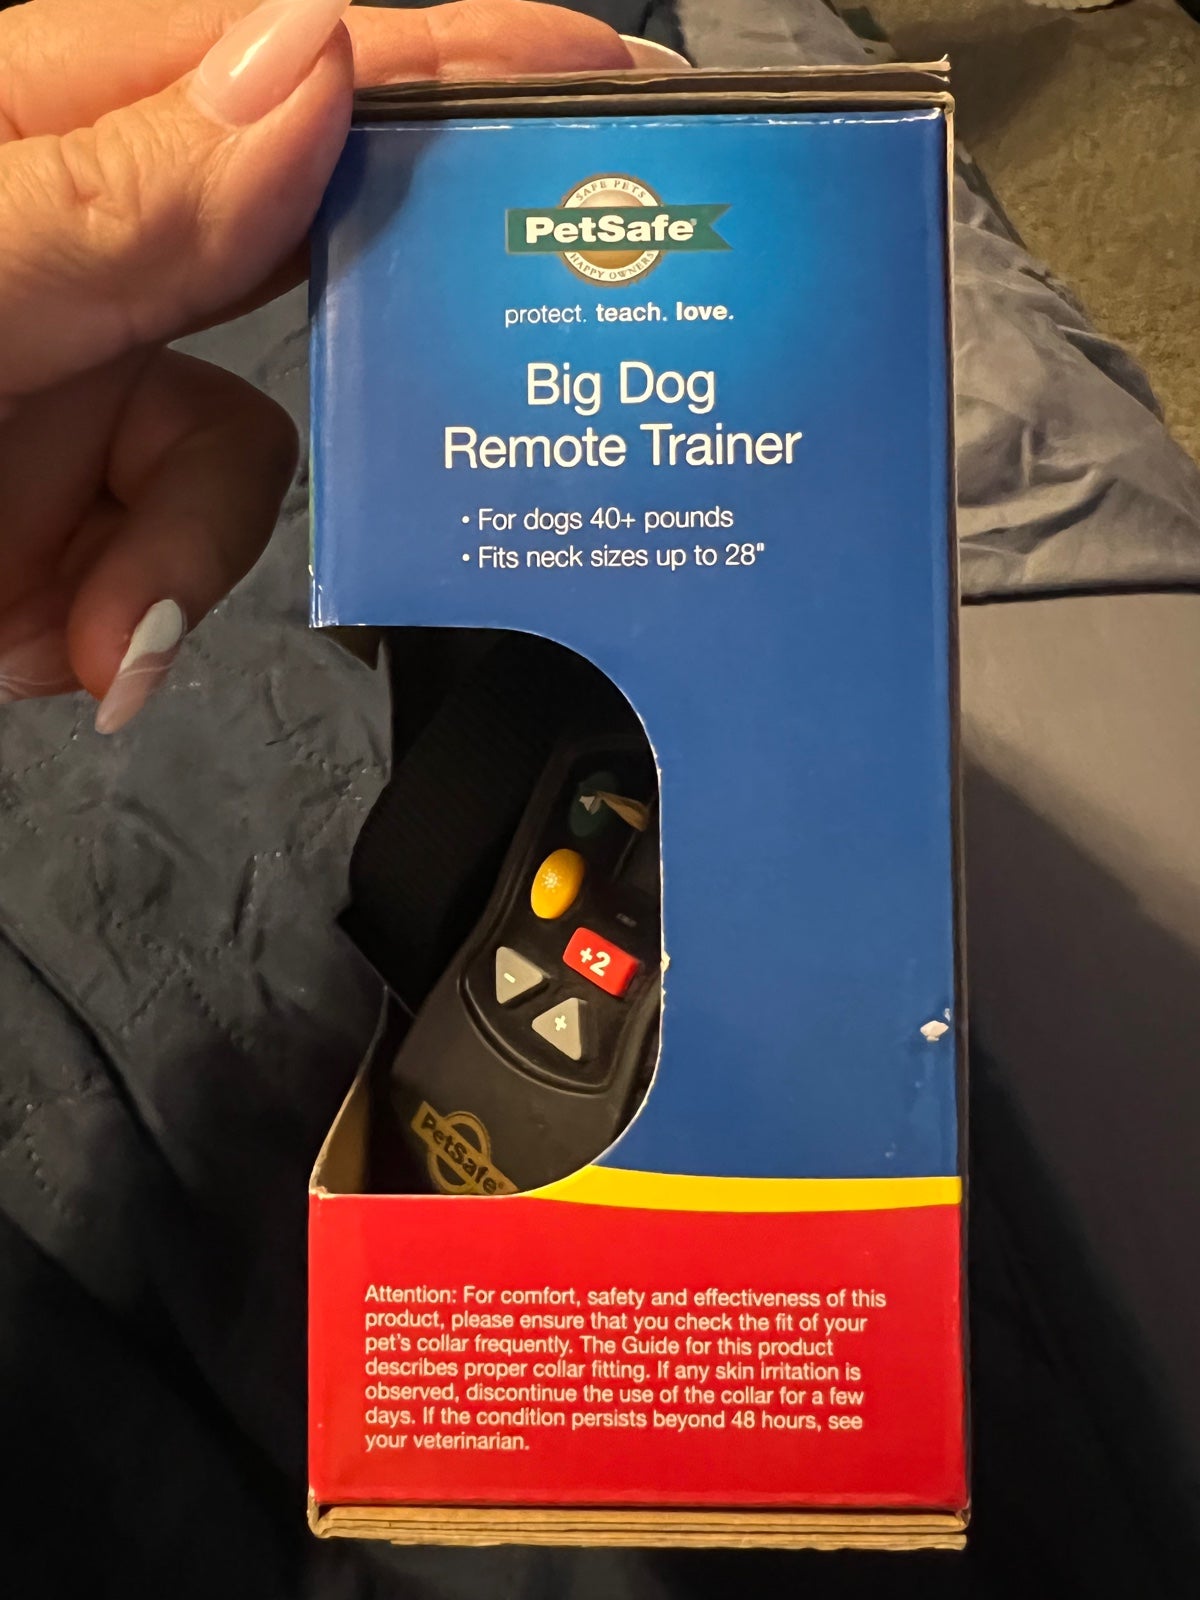 SAFE PETS
PetSafe®
HAPPY OWNERS
protect. teach. love.
Big Dog
Remote Trainer
• For dogs 40+ pounds
• Fits neck sizes up to 28"
+2
-
+
PetSafe®
Attention: For comfort, safety and effectiveness of this
product, please ensure that you check the fit of your
pet's collar frequently. The Guide for this product
describes proper collar fitting. If any skin irritation is
observed, discontinue the use of the collar for a few
days. If the condition persists beyond 48 hours, see
your veterinarian.